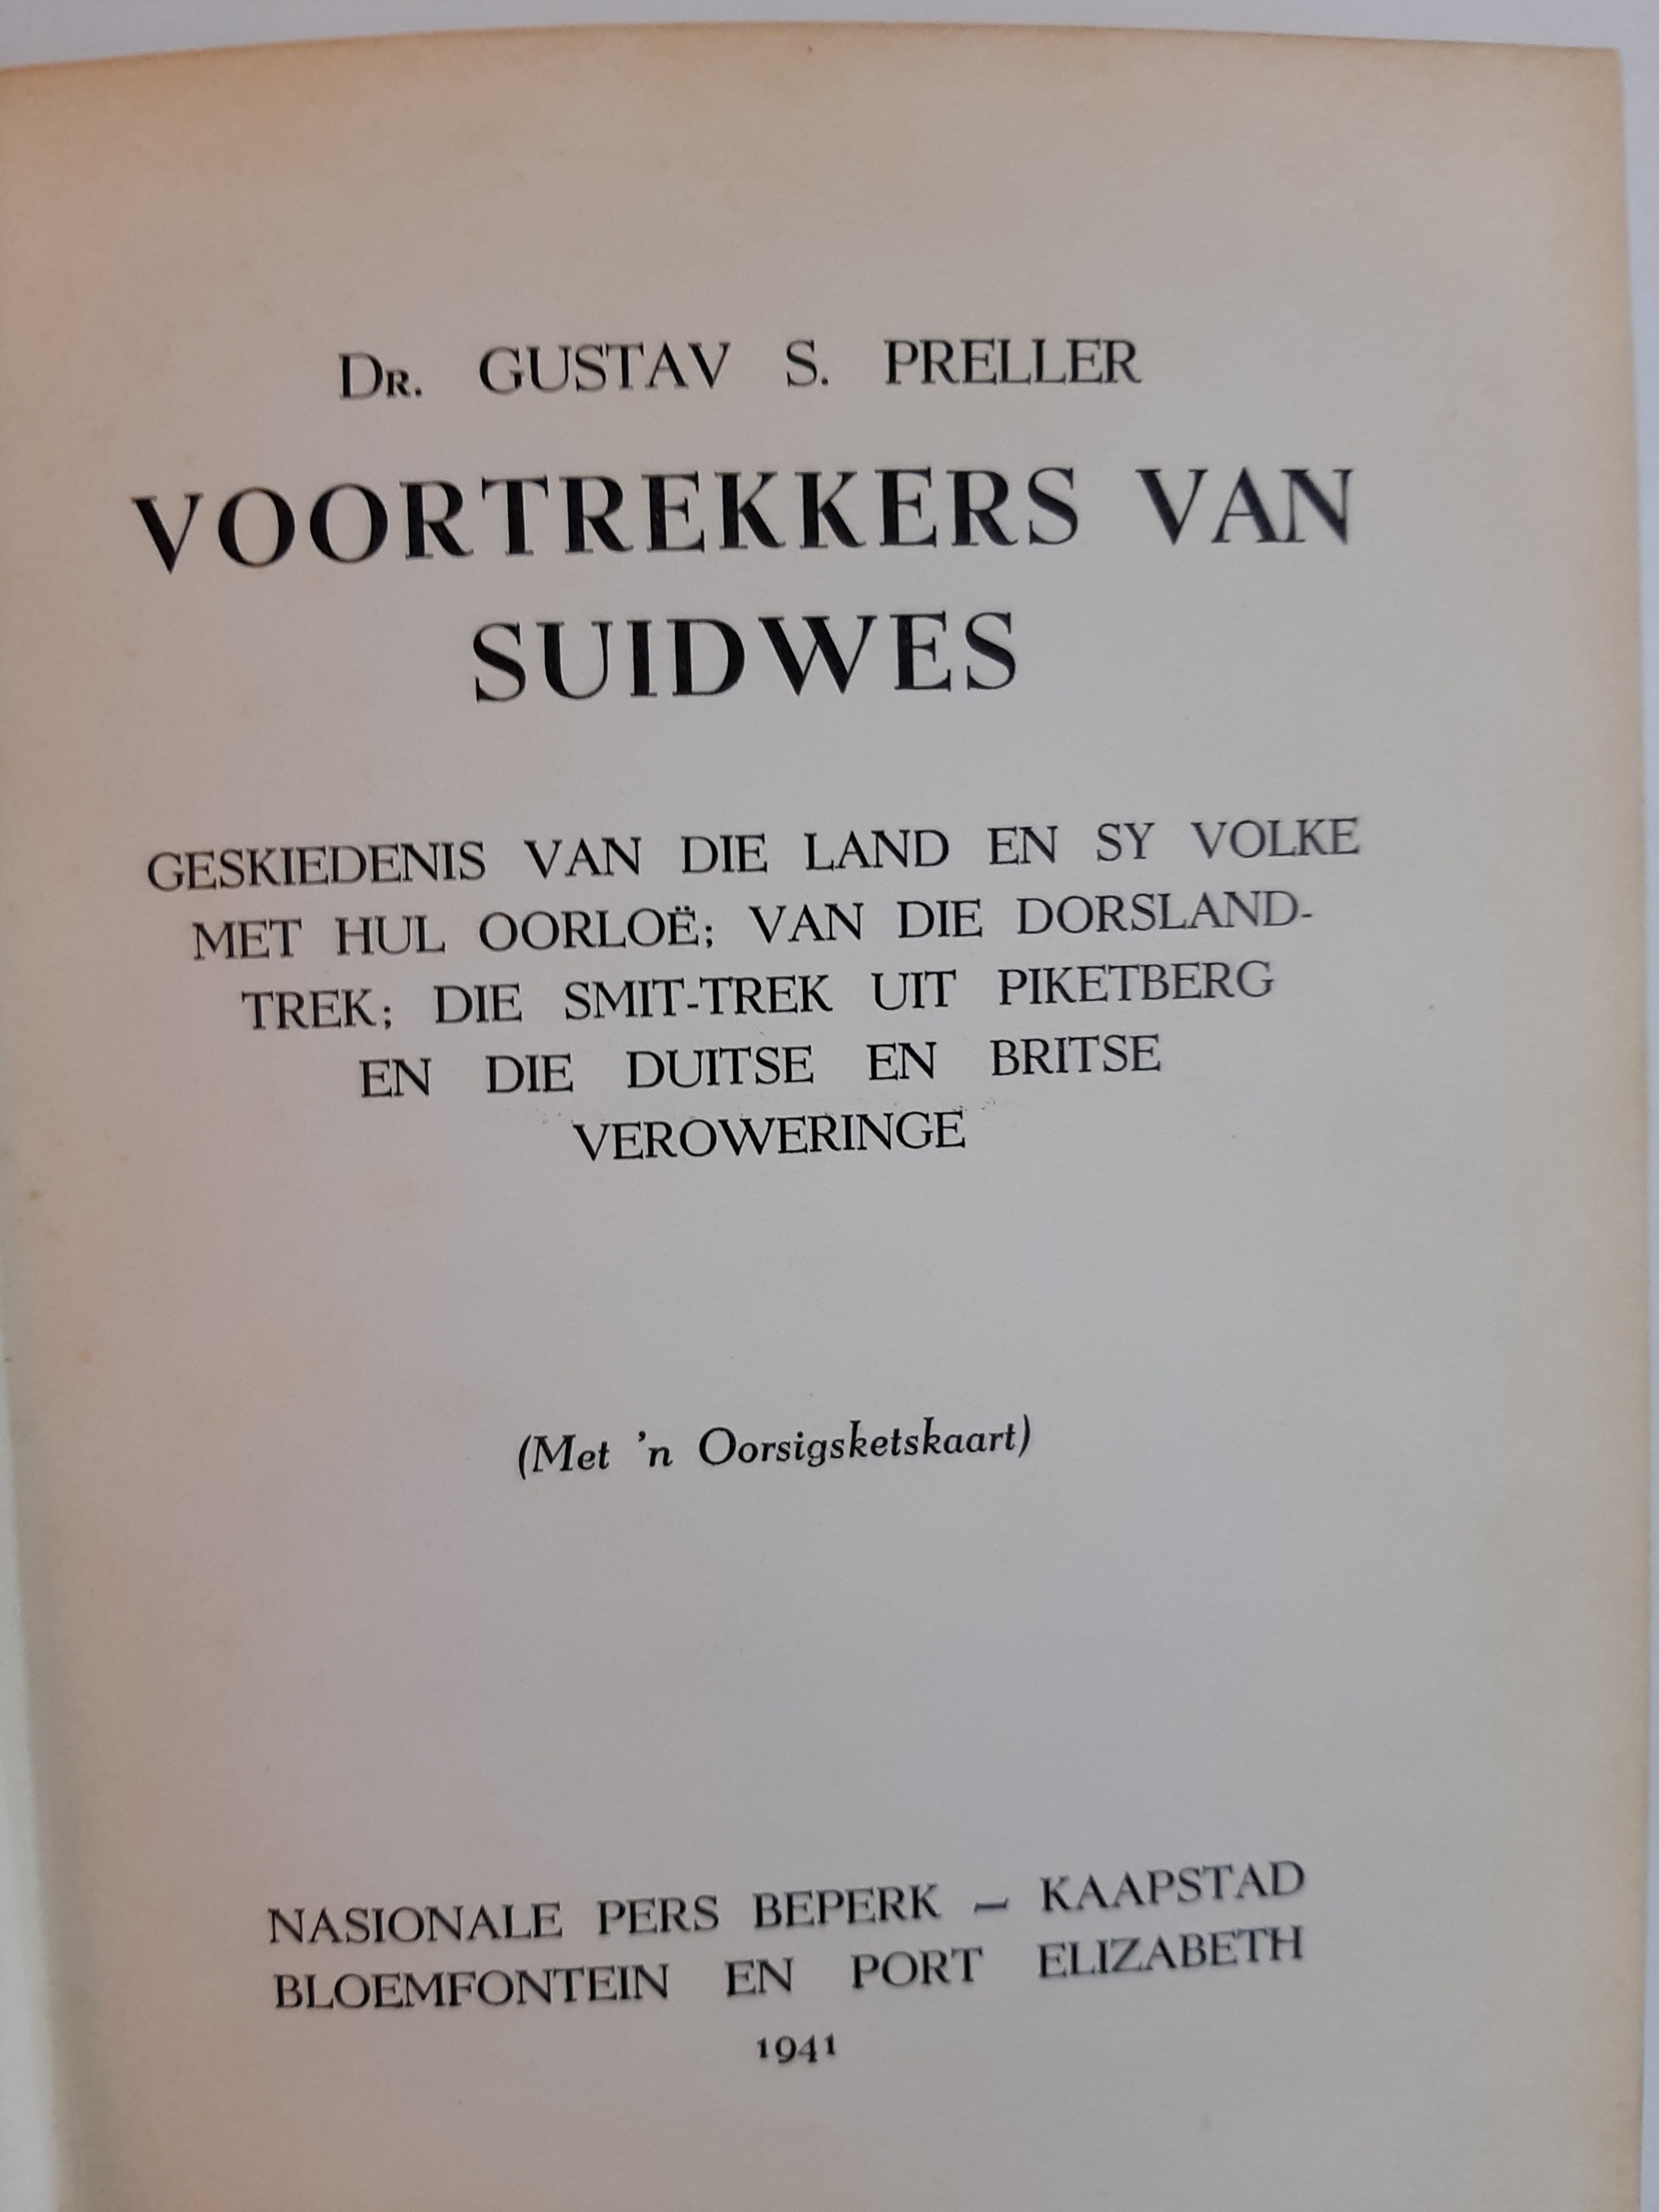 Dr. GUSTAV S. PRELLER
VOORTREKKERS VAN
SUIDWES
GESKIEDENIS VAN DIE LAND EN SY VOLKE
MET HUL OORLOË; VAN DIE DORSLAND-
TREK; DIE SMIT-TREK UIT PIKETBERG
EN DIE DUITSE EN BRITSE
VEROWERINGE
(Met 'n Oorsigsketskaart)
NASIONALE PERS BEPERK — KAAPSTAD
BLOEMFONTEIN EN PORT ELIZABETH
1941